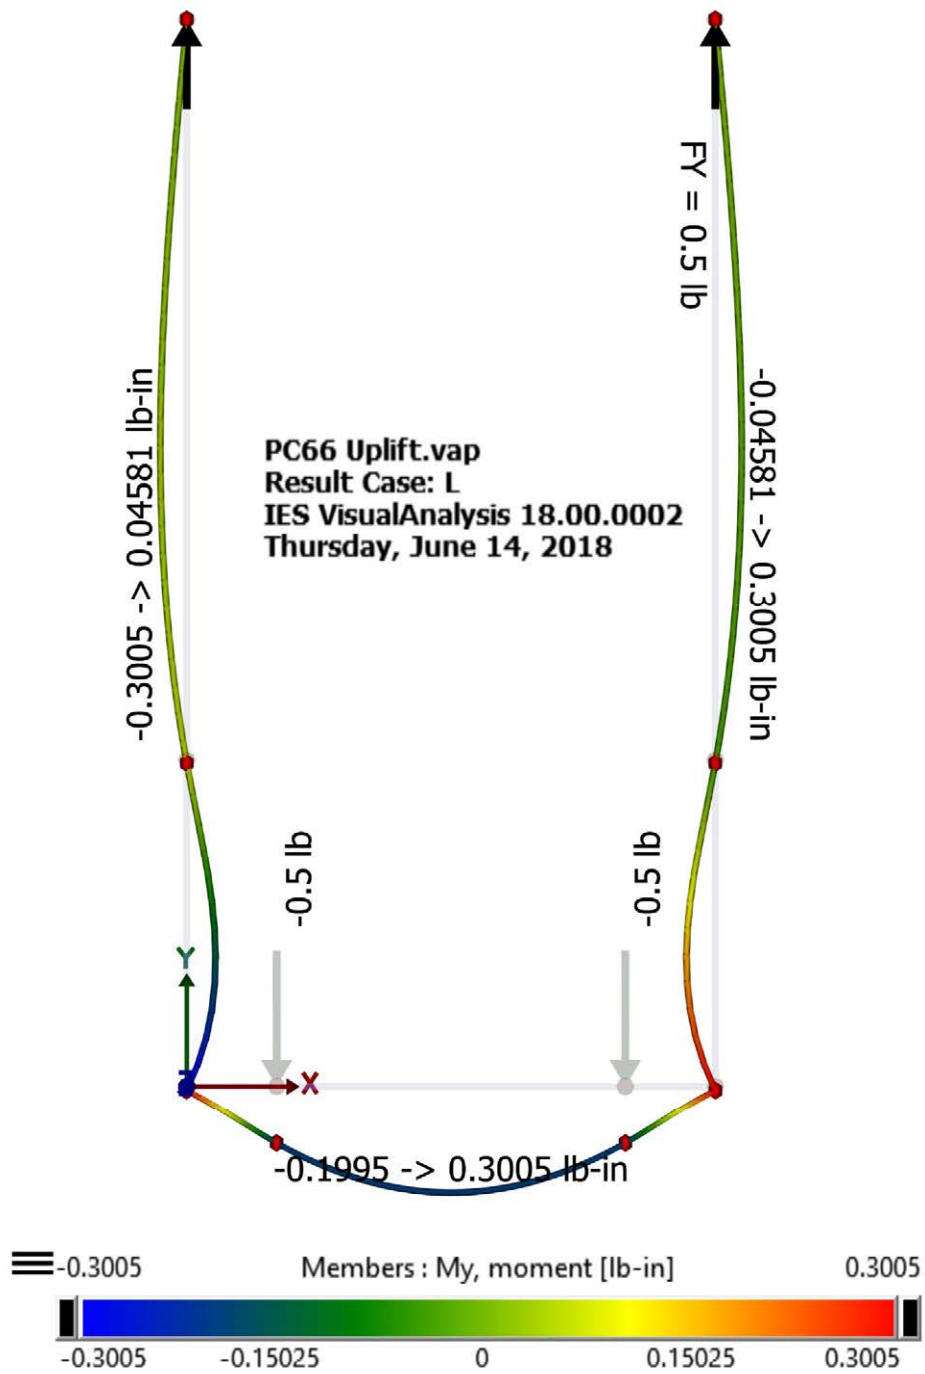 FY = 0.5 lb
-0.3005 -> 0.04581 lb-in
-0.04581 -> 0.3005 lb-in
PC66 Uplift.vap
Result Case: L
IES VisualAnalysis 18.00.0002
Thursday, June 14, 2018
-0.5 lb
-0.5 lb
Y
X
-0.1995 -> 0.3005 lb-in
-0.3005 Members : My, moment [lb-in] 0.3005
-0.3005 -0.15025 0 0.15025 0.3005